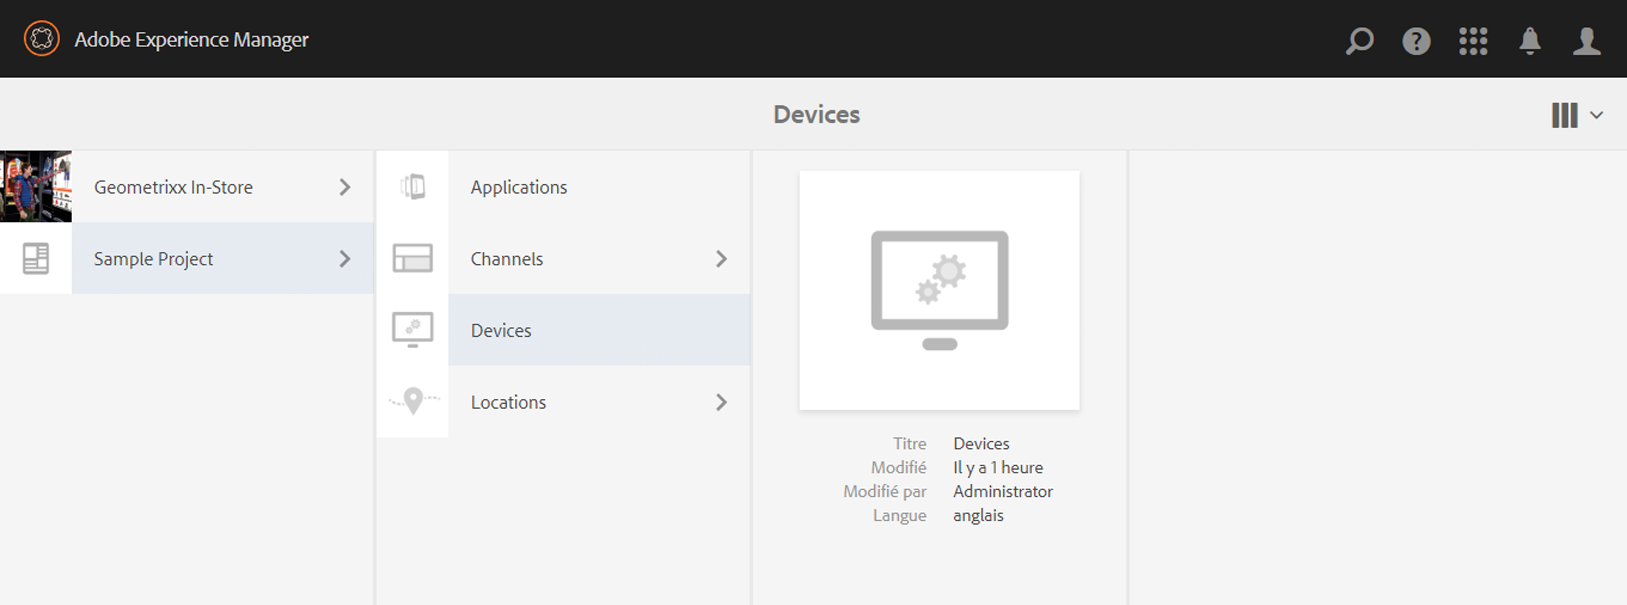 Adobe Experience Manager
Devices
Geometrixx In-Store
Sample Project
Applications
Channels
Devices
Locations
Titre Devices
Modifié Il y a 1 heure
Modifié par Administrator
Langue anglais